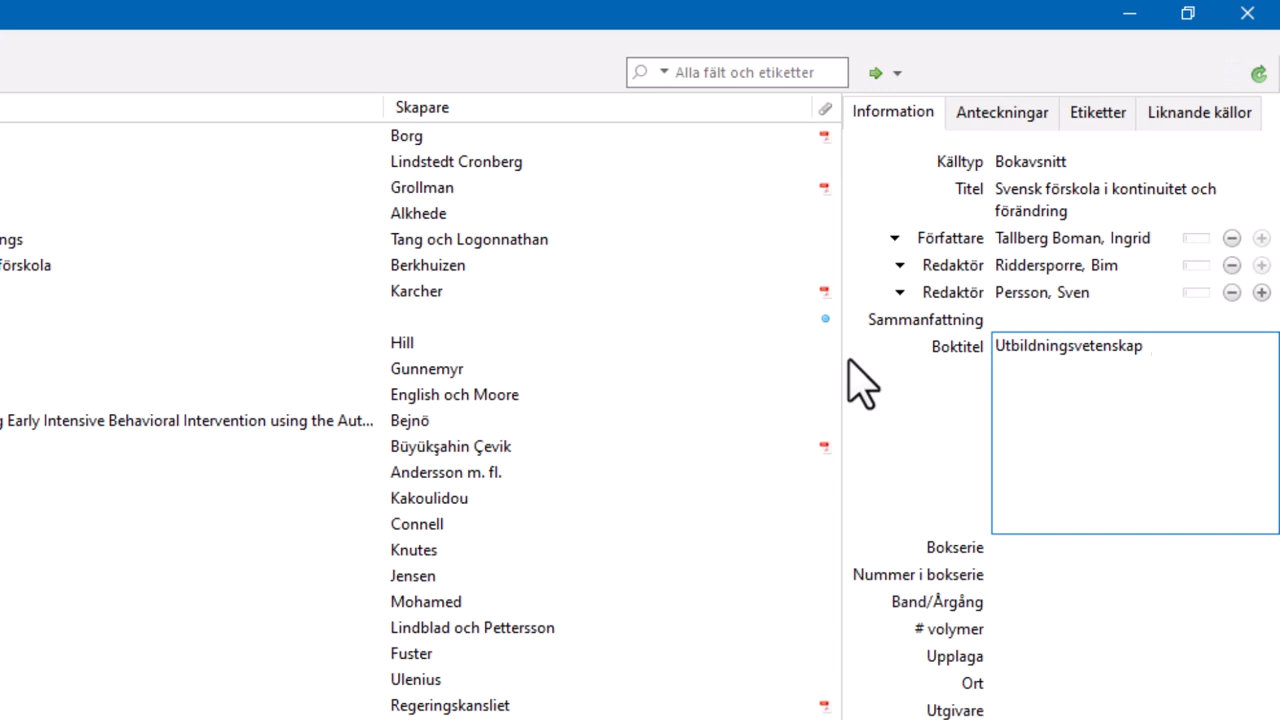 Alla fält och etiketter
Skapare
Information Anteckningar Etiketter Liknande källor
Borg
Lindstedt Cronberg
Grollman
Alkhede
ngs Tang och Logonnathan
förskola Berkhuizen
Karcher
Hill
Gunnemyr
English och Moore
g Early Intensive Behavioral Intervention using the Aut... Bejnö
Büyükşahin Çevik
Andersson m. fl.
Kakoulidou
Connell
Knutes
Jensen
Mohamed
Lindblad och Pettersson
Fuster
Ulenius
Regeringskansliet
Källtyp Bokavsnitt
Titel Svensk förskola i kontinuitet och
förändring
Författare Tallberg Boman, Ingrid
Redaktör Riddersporre, Bim
Redaktör Persson, Sven
Sammanfattning
Boktitel Utbildningsvetenskap
Bokserie
Nummer i bokserie
Band/Årgång
# volymer
Upplaga
Ort
Utgivare